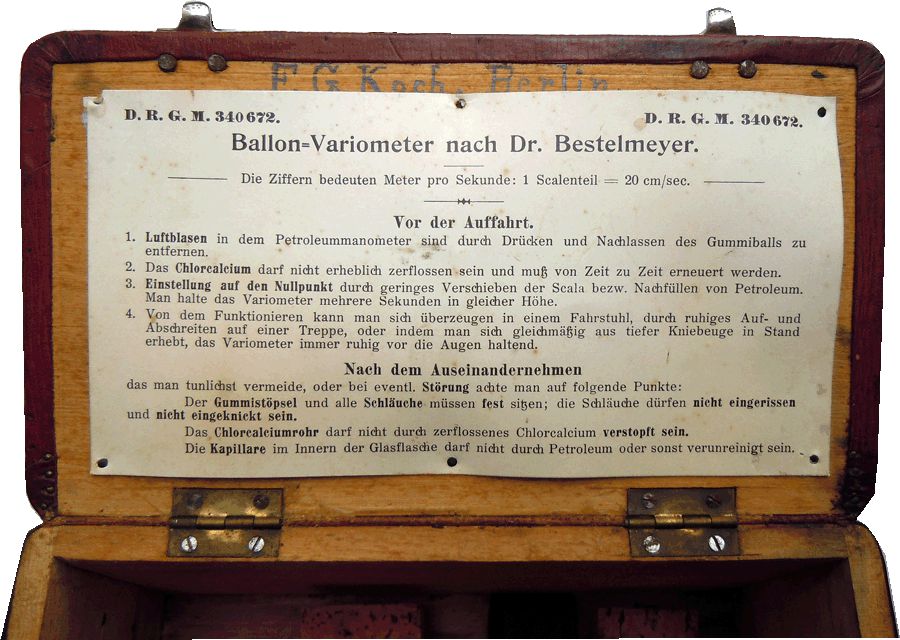 F. G. Koch, Berlin
D. R. G. M. 340672. D. R. G. M. 340672.
Ballon=Variometer nach Dr. Bestelmeyer.
Die Ziffern bedeuten Meter pro Sekunde: 1 Scalenteil = 20 cm/sec.
Vor der Auffahrt.
1. Luftblasen in dem Petroleummanometer sind durch Drücken und Nachlassen des Gummiballs zu
entfernen.
2. Das Chlorcalcium darf nicht erheblich zerflossen sein und muß von Zeit zu Zeit erneuert werden.
3. Einstellung auf den Nullpunkt durch geringes Verschieben der Scala bezw. Nachfüllen von Petroleum.
Man halte das Variometer mehrere Sekunden in gleicher Höhe.
4. Von dem Funktionieren kann man sich überzeugen in einem Fahrstuhl, durch ruhiges Auf- und
Abschreiten auf einer Treppe, oder indem man sich gleichmäßig aus tiefer Kniebeuge in Stand
erhebt, das Variometer immer ruhig vor die Augen haltend.
Nach dem Auseinandernehmen
das man tunlichst vermeide, oder bei eventl. Störung achte man auf folgende Punkte:
Der Gummistöpsel und alle Schläuche müssen fest sitzen; die Schläuche dürfen nicht eingerissen
und nicht eingeknickt sein.
Das Chlorcalciumrohr darf nicht durch zerflossenes Chlorcalcium verstopft sein.
Die Kapillare im Innern der Glasflasche darf nicht durch Petroleum oder sonst verunreinigt sein.